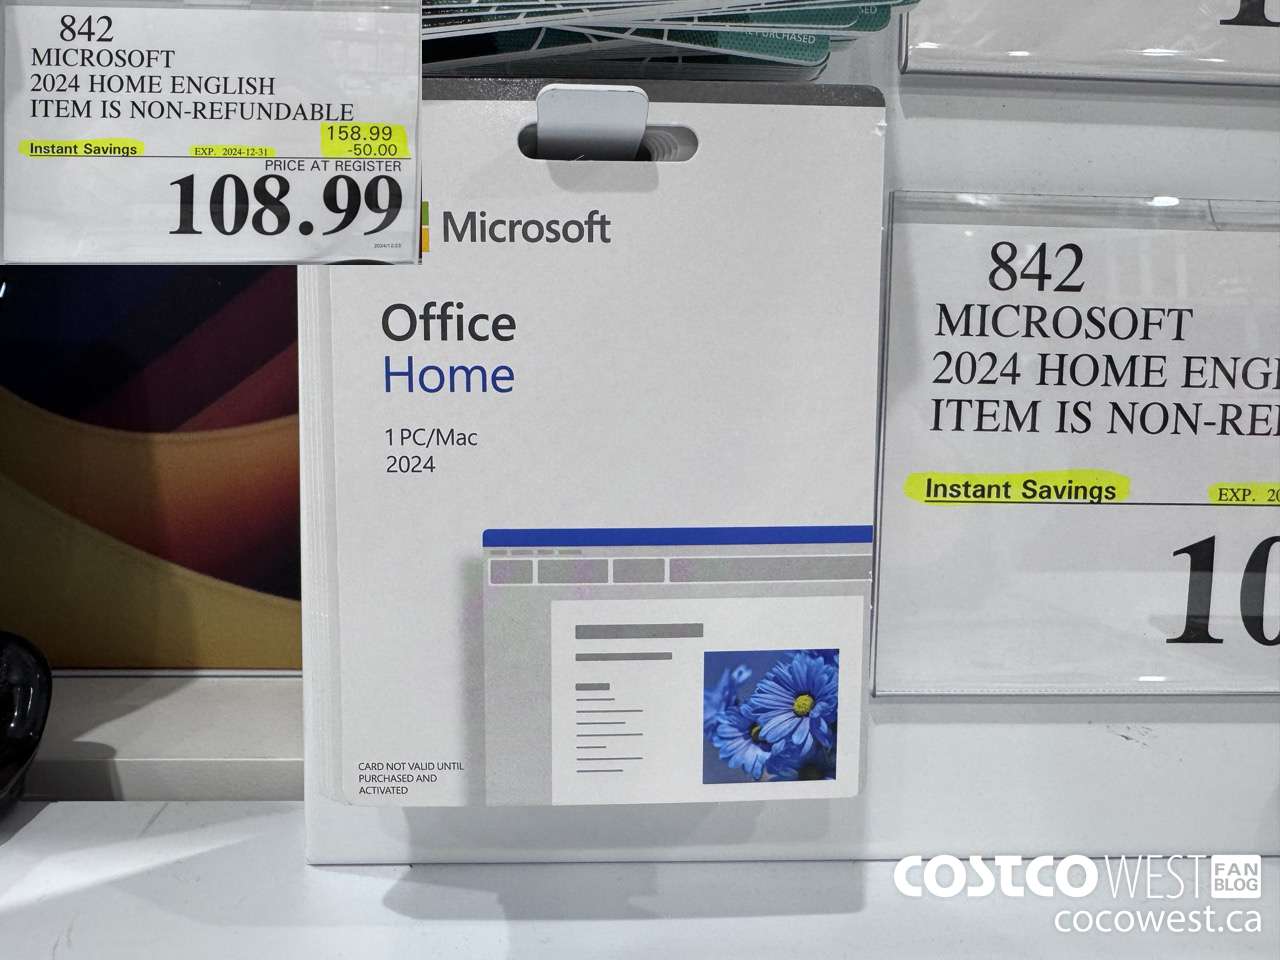 842
MICROSOFT
2024 HOME ENGLISH
ITEM IS NON-REFUNDABLE
158.99
Instant Savings EXP. 2024-12-31 -50.00
PRICE AT REGISTER
108.99
PURCHASED
Microsoft
Office
Home
1 PC/Mac
2024
CARD NOT VALID UNTIL
PURCHASED AND
ACTIVATED
842
MICROSOFT
2024 HOME ENGL
ITEM IS NON-REF
Instant Savings EXP. 20
10
COSTCO WEST FAN BLOG
cocowest.ca